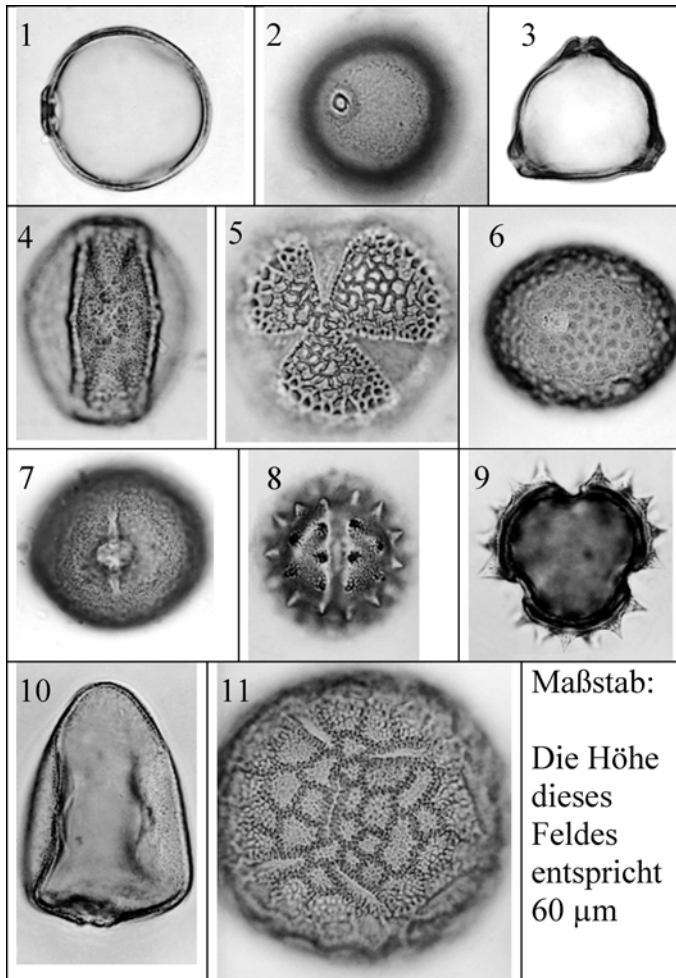 1
2
3
4
5
6
7
8
9
10
11
Maßstab:
Die Höhe
dieses
Feldes
entspricht
60 µm